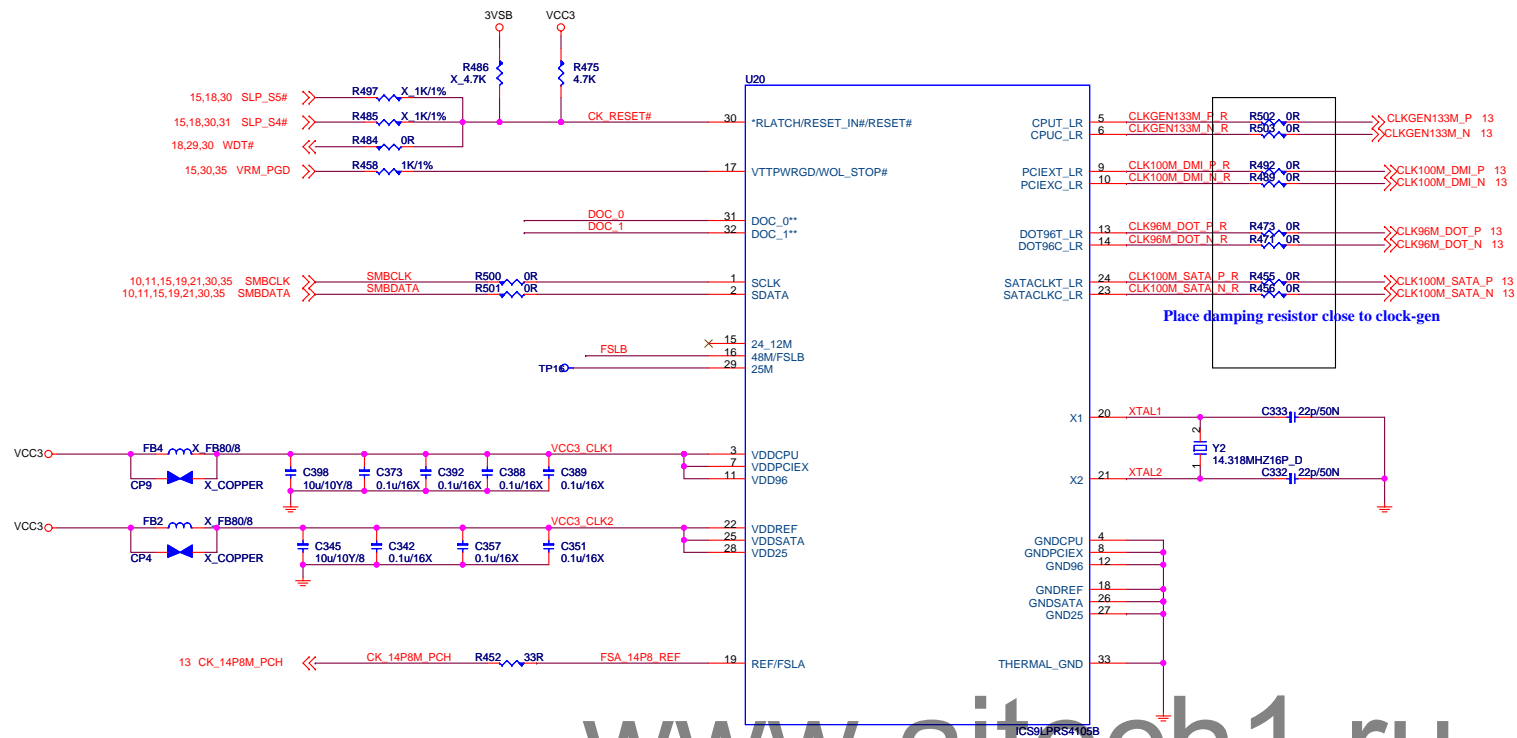 3VSB VCC3
R486 X_4.7K R475 4.7K
U20
15,18,30 SLP_S5# R497 X_1K/1%
15,18,30,31 SLP_S4# R485 X_1K/1% CK_RESET# 30 *RLATCH/RESET_IN#/RESET#
18,29,30 WDT# R484 0R
15,30,35 VRM_PGD R458 1K/1% 17 VTTPWRGD/WOL_STOP#
DOC_0 31 DOC_0**
DOC_1 32 DOC_1**
10,11,15,19,21,30,35 SMBCLK SMBCLK R500 0R 1 SCLK
10,11,15,19,21,30,35 SMBDATA SMBDATA R501 0R 2 SDATA
15 24_12M
FSLB 16 48M/FSLB
TP16 29 25M
VCC3 FB4 X_FB80/8 VCC3_CLK1 3 VDDCPU
7 VDDPCIEX
11 VDD96
CP9 X_COPPER
C398 10u/10Y/8 C373 0.1u/16X C392 0.1u/16X C388 0.1u/16X C389 0.1u/16X
VCC3 FB2 X_FB80/8 VCC3_CLK2 22 VDDREF
25 VDDSATA
28 VDD25
CP4 X_COPPER
C345 10u/10Y/8 C342 0.1u/16X C357 0.1u/16X C351 0.1u/16X
13 CK_14P8M_PCH CK_14P8M_PCH R452 33R FSA_14P8_REF 19 REF/FSLA
CPUT_LR 5 CLKGEN133M_P_R R502 0R CLKGEN133M_P 13
CPUC_LR 6 CLKGEN133M_N_R R503 0R CLKGEN133M_N 13
PCIEXT_LR 9 CLK100M_DMI_P_R R492 0R CLK100M_DMI_P 13
PCIEXC_LR 10 CLK100M_DMI_N_R R489 0R CLK100M_DMI_N 13
DOT96T_LR 13 CLK96M_DOT_P_R R473 0R CLK96M_DOT_P 13
DOT96C_LR 14 CLK96M_DOT_N_R R471 0R CLK96M_DOT_N 13
SATACLKT_LR 24 CLK100M_SATA_P_R R455 0R CLK100M_SATA_P 13
SATACLKC_LR 23 CLK100M_SATA_N_R R456 0R CLK100M_SATA_N 13
Place damping resistor close to clock-gen
X1 20 XTAL1 C333 22p/50N
2 Y2
1 14.318MHZ16P_D
X2 21 XTAL2 C332 22p/50N
GNDCPU 4
GNDPCIEX 8
GND96 12
GNDREF 18
GNDSATA 26
GND25 27
THERMAL_GND 33
ICS9LPRS4105B